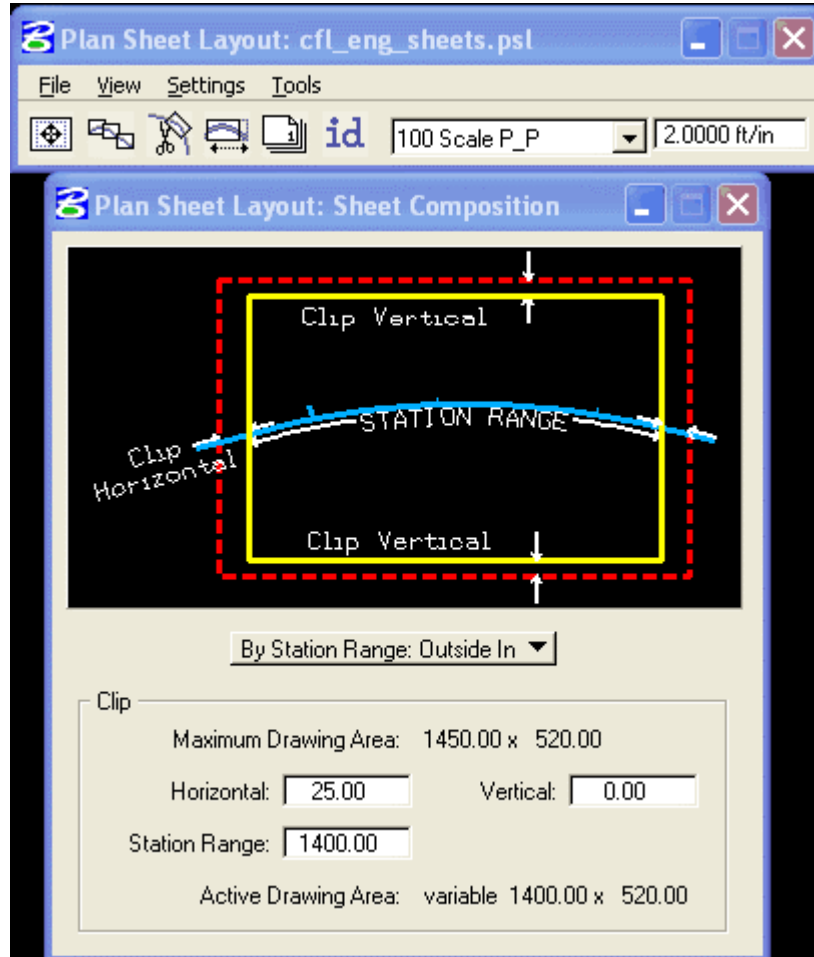 Plan Sheet Layout: cfl_eng_sheets.psl
File View Settings Tools
1 id 100 Scale P_P 2.0000 ft/in
Plan Sheet Layout: Sheet Composition
Clip Vertical
STATION RANGE
Clip
Horizontal
Clip Vertical
By Station Range: Outside In
Clip
Maximum Drawing Area: 1450.00 x 520.00
Horizontal: 25.00 Vertical: 0.00
Station Range: 1400.00
Active Drawing Area: variable 1400.00 x 520.00